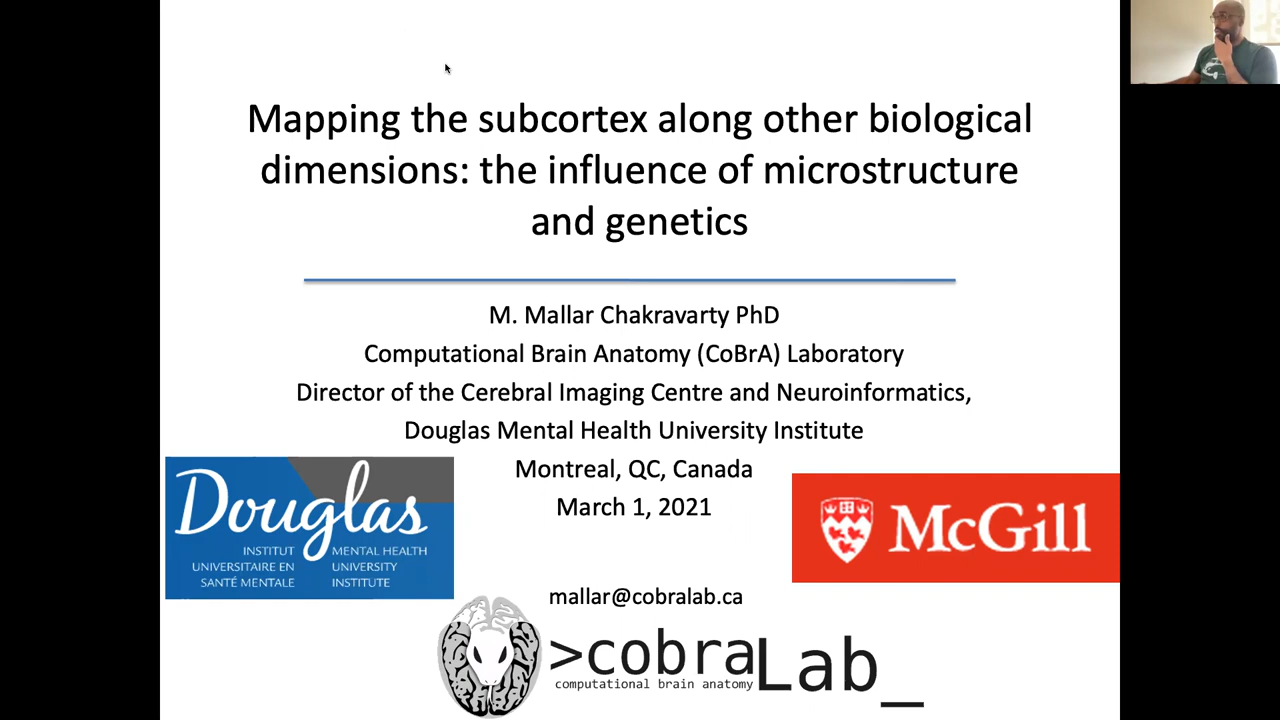 Mapping the subcortex along other biological
dimensions: the influence of microstructure
and genetics
M. Mallar Chakravarty PhD
Computational Brain Anatomy (CoBrA) Laboratory
Director of the Cerebral Imaging Centre and Neuroinformatics,
Douglas Mental Health University Institute
Montreal, QC, Canada
March 1, 2021
Douglas
INSTITUT
UNIVERSITAIRE EN
SANTÉ MENTALE
MENTAL HEALTH
UNIVERSITY
INSTITUTE
McGill
mallar@cobralab.ca
>cobraLab_
computational brain anatomy